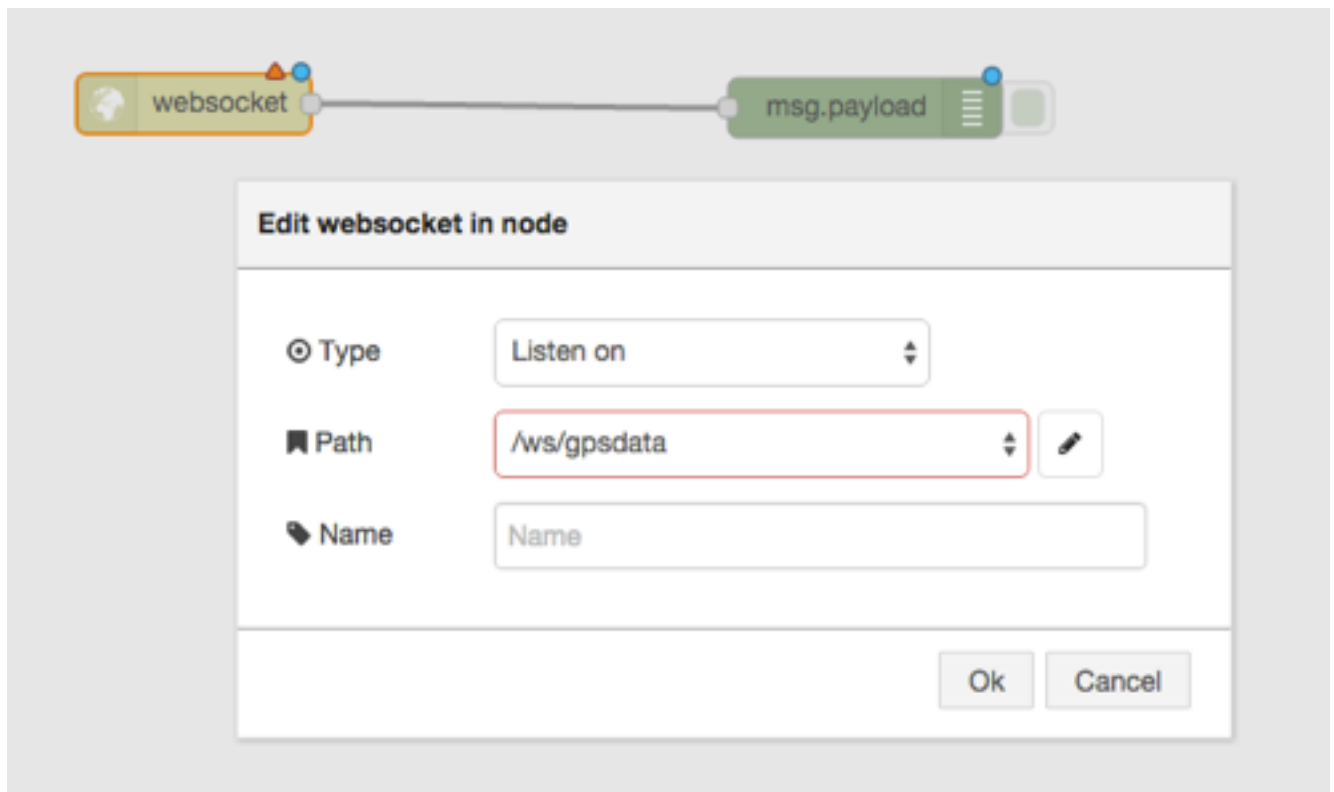 websocket
msg.payload
Edit websocket in node
Type
Listen on
Path
/ws/gpsdata
Name
Name
Ok
Cancel